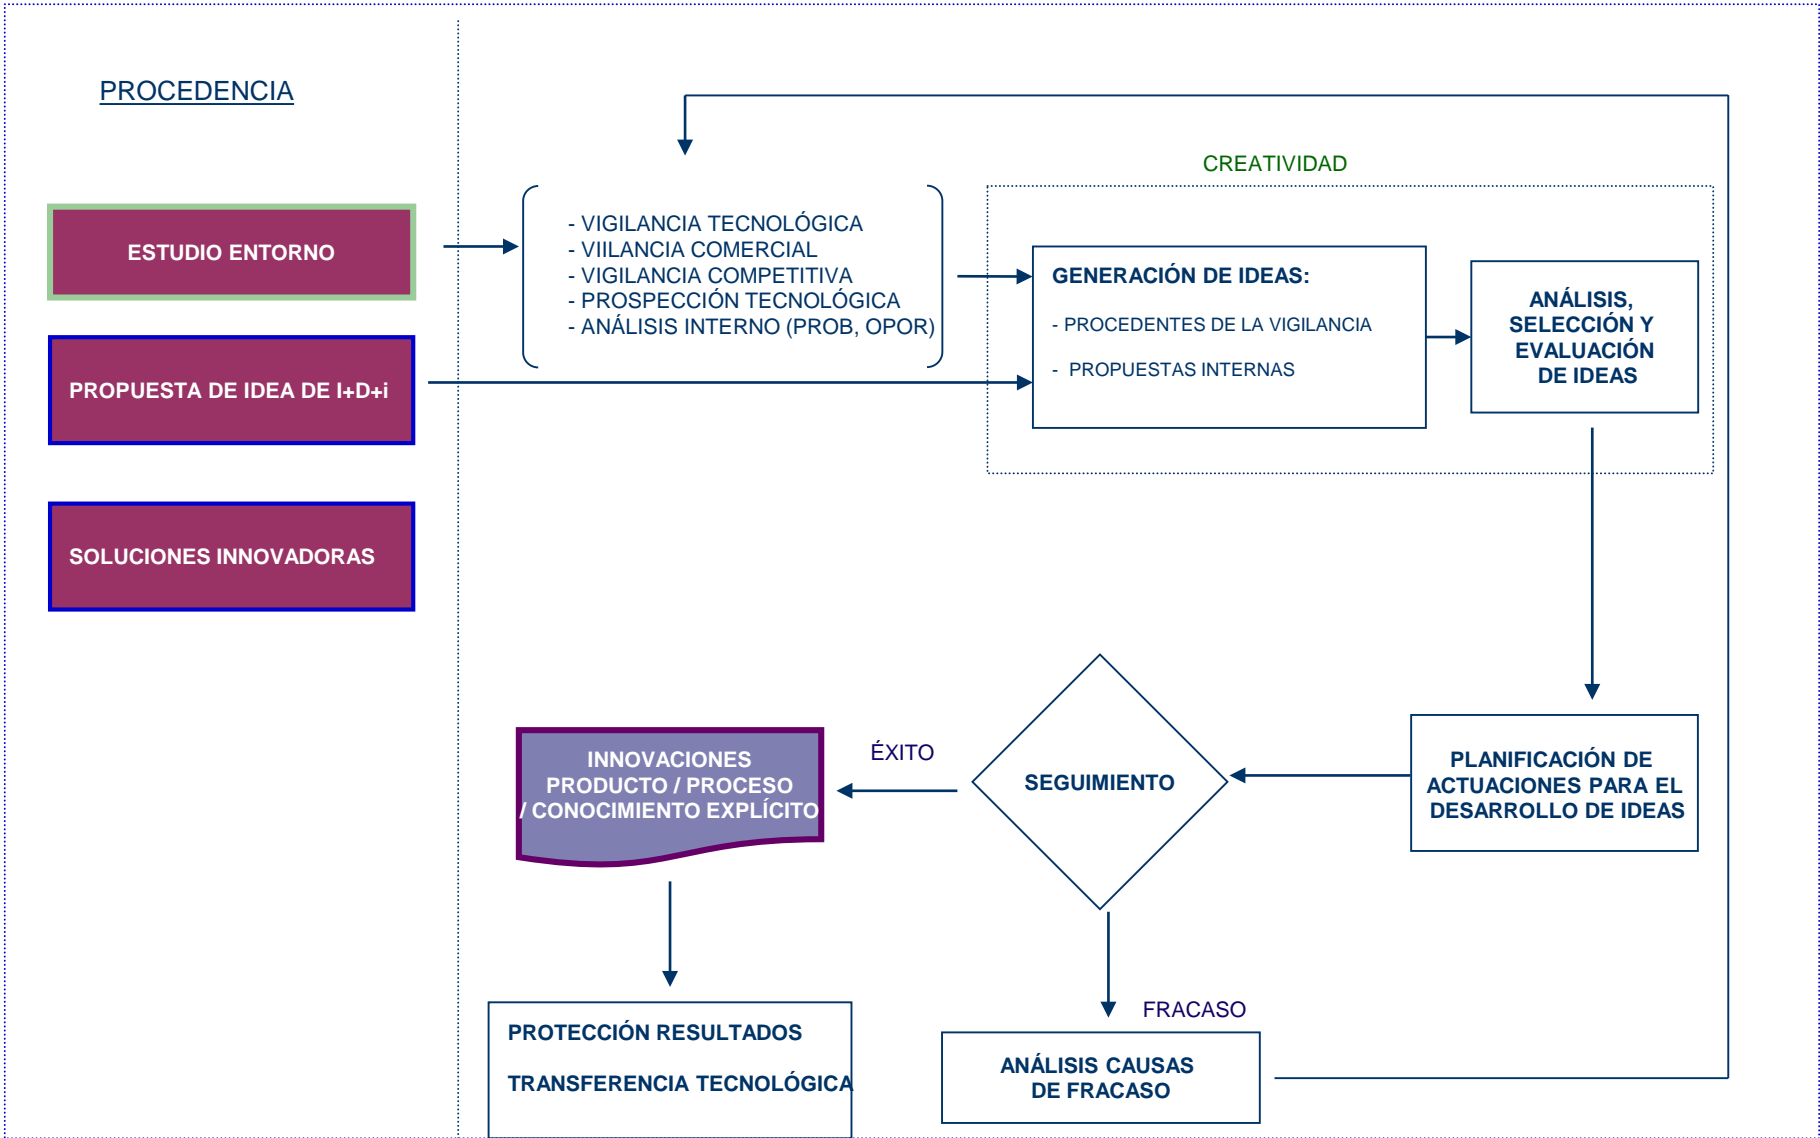 PROCEDENCIA
ESTUDIO ENTORNO
PROPUESTA DE IDEA DE I+D+i
SOLUCIONES INNOVADORAS
- VIGILANCIA TECNOLÓGICA
- VIILANCIA COMERCIAL
- VIGILANCIA COMPETITIVA
- PROSPECCIÓN TECNOLÓGICA
- ANÁLISIS INTERNO (PROB, OPOR)
CREATIVIDAD
GENERACIÓN DE IDEAS:
- PROCEDENTES DE LA VIGILANCIA
- PROPUESTAS INTERNAS
ANÁLISIS,
SELECCIÓN Y
EVALUACIÓN
DE IDEAS
PLANIFICACIÓN DE
ACTUACIONES PARA EL
DESARROLLO DE IDEAS
SEGUIMIENTO
ÉXITO
INNOVACIONES
PRODUCTO / PROCESO
/ CONOCIMIENTO EXPLÍCITO
PROTECCIÓN RESULTADOS
TRANSFERENCIA TECNOLÓGICA
FRACASO
ANÁLISIS CAUSAS
DE FRACASO